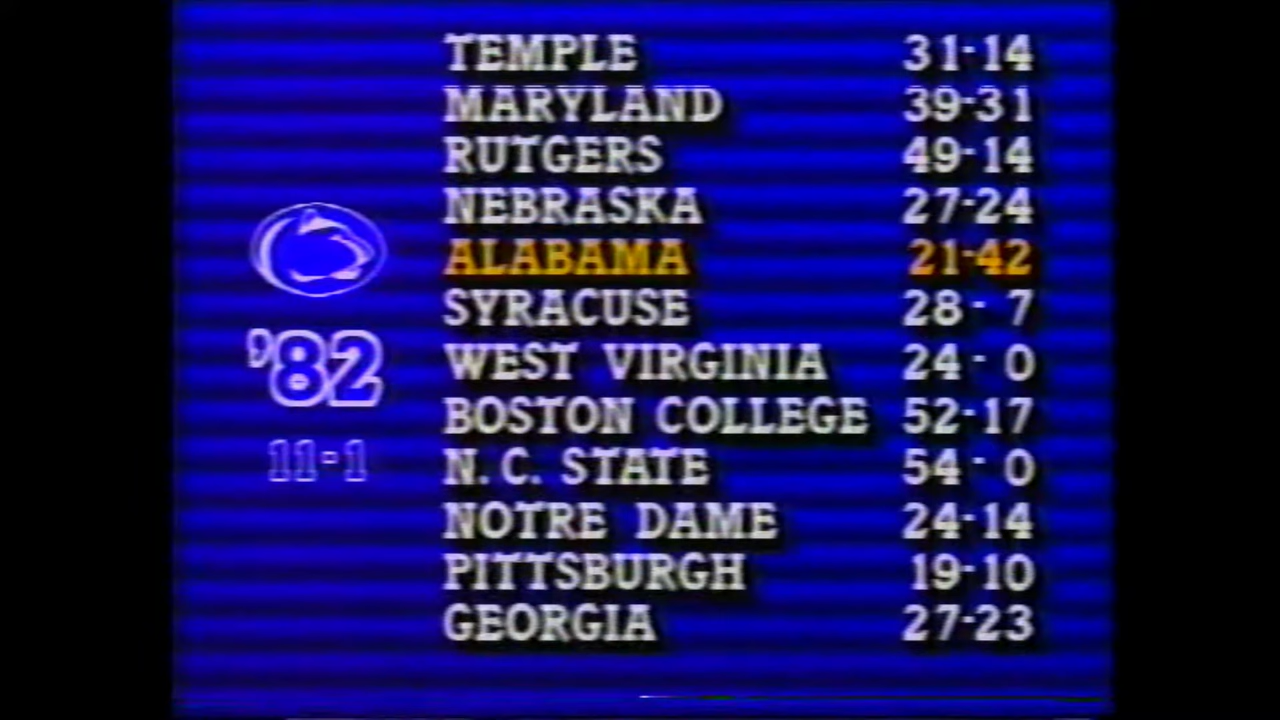 TEMPLE 31-14
MARYLAND 39-31
RUTGERS 49-14
NEBRASKA 27-24
ALABAMA 21-42
SYRACUSE 28- 7
'82
WEST VIRGINIA 24- 0
BOSTON COLLEGE 52-17
11-1
N.C. STATE 54- 0
NOTRE DAME 24-14
PITTSBURGH 19-10
GEORGIA 27-23